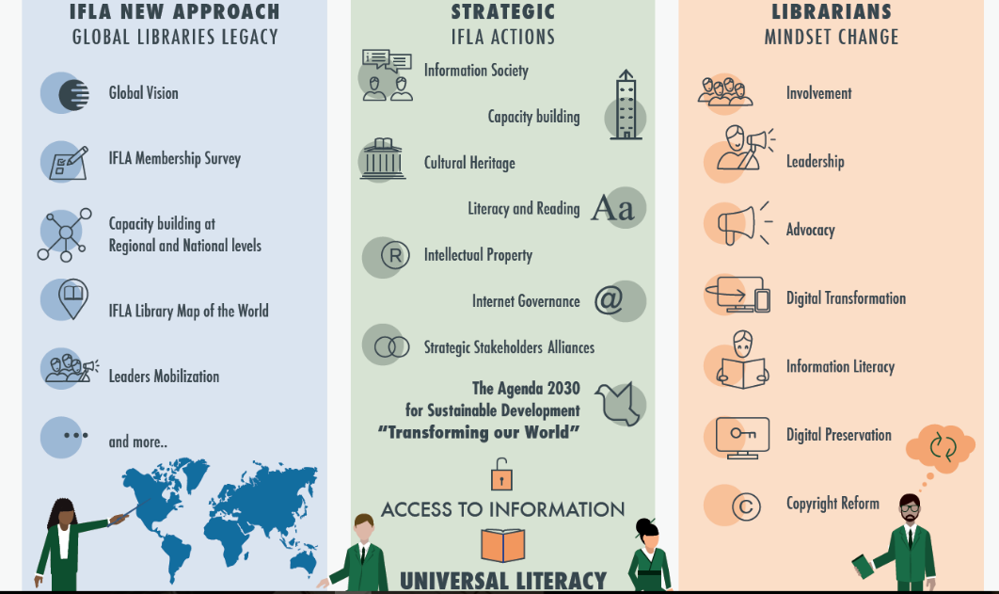 IFLA NEW APPROACH
GLOBAL LIBRARIES LEGACY
Global Vision
IFLA Membership Survey
Capacity building at
Regional and National levels
IFLA Library Map of the World
Leaders Mobilization
and more..
STRATEGIC
IFLA ACTIONS
Information Society
Capacity building
Cultural Heritage
Literacy and Reading
Aa
R
Intellectual Property
Internet Governance
@
Strategic Stakeholders Alliances
The Agenda 2030
for Sustainable Development
“Transforming our World”
ACCESS TO INFORMATION
UNIVERSAL LITERACY
LIBRARIANS
MINDSET CHANGE
Involvement
Leadership
Advocacy
Digital Transformation
Information Literacy
Digital Preservation
C
Copyright Reform